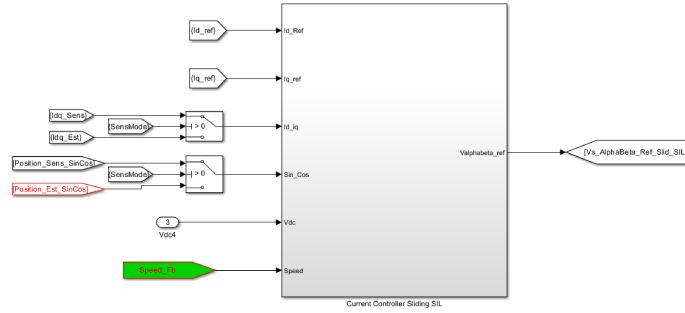 {Id_ref}
Id_Ref
{Iq_ref}
Iq_ref
{Idq_Sens}
{SensMode}
> 0
Id_iq
{Idq_Est}
Valphabeta_ref
[Vs_AlphaBeta_Ref_Slid_SIL
[Position_Sens_SinCos]
{SensMode}
> 0
Sin_Cos
[Position_Est_SinCos]
3
Vdc
Vdc4
Speed_Fb
Speed
Current Controller Sliding SIL